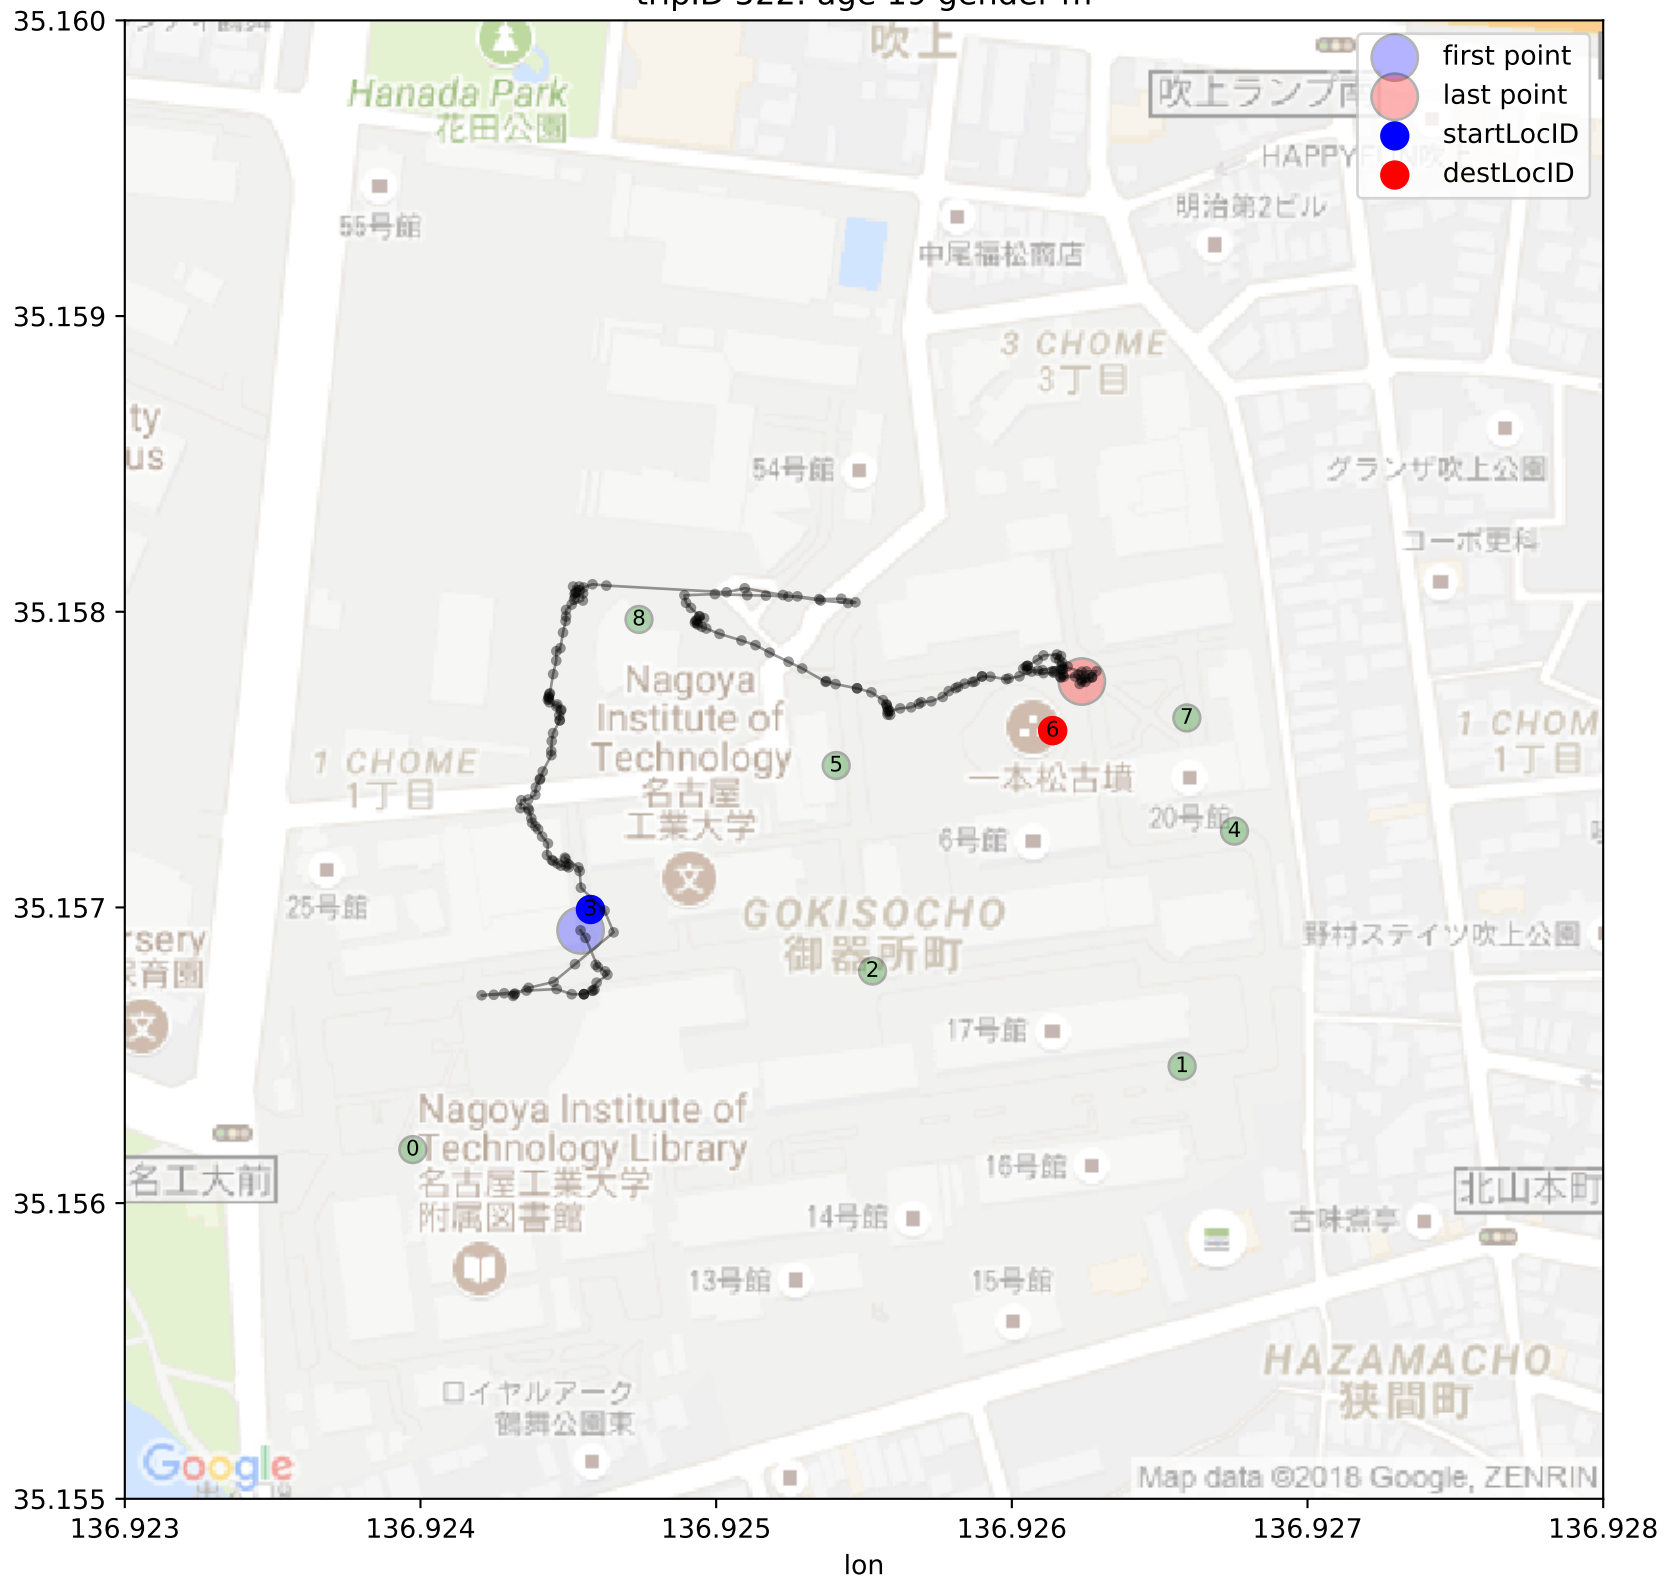 35.160
35.159
35.158
35.157
35.156
35.155
136.923
136.924
136.925
136.926
136.927
136.928
lon
first point
last point
startLocID
destLocID
Hanada Park
花田公園
吹上
吹上ランプ南
HAPPY
明治第2ビル
55号館
中尾福松商店
3 CHOME
3丁目
ty
us
54号館
グランザ吹上公園
コーポ更科
8
Nagoya
Institute of
Technology
名古屋
工業大学
1 CHOME
1丁目
5
6
7
一本松古墳
20号館
4
6号館
1 CHOM
1丁目
25号館
3
GOKISOCHO
御器所町
2
野村ステイツ吹上公園
rsery
保育園
17号館
1
Nagoya Institute of
Technology Library
名古屋工業大学
附属図書館
0
名工大前
16号館
14号館
13号館
15号館
北山本町
古味煮亭
HAZAMACHO
狭間町
ロイヤルアーク
鶴舞公園東
Google
Map data ©2018 Google, ZENRIN